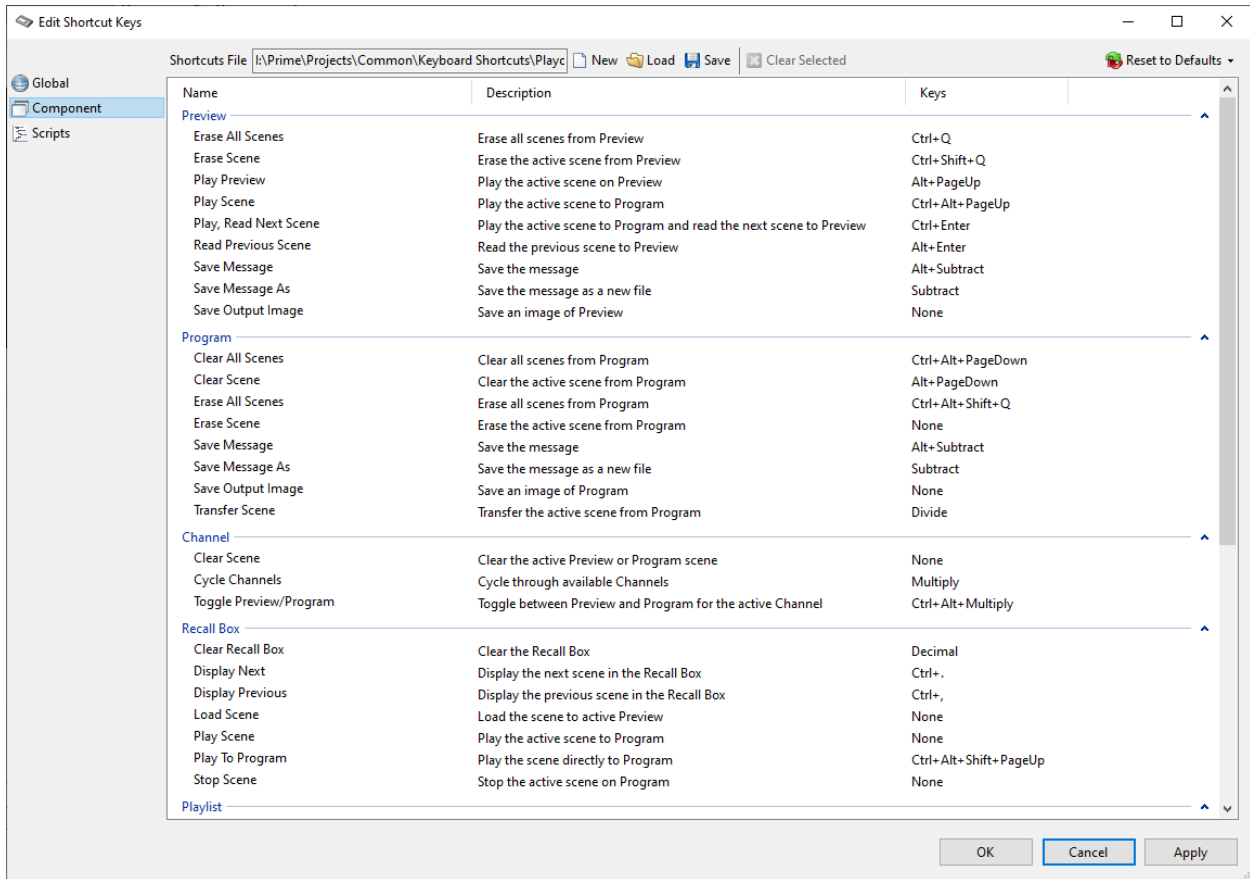 Edit Shortcut Keys
Shortcuts File I:\Prime\Projects\Common\Keyboard Shortcuts\Playc New Load Save Clear Selected Reset to Defaults
Global
Component
Scripts
Name Description Keys
Preview
Erase All Scenes Erase all scenes from Preview Ctrl+Q
Erase Scene Erase the active scene from Preview Ctrl+Shift+Q
Play Preview Play the active scene on Preview Alt+PageUp
Play Scene Play the active scene to Program Ctrl+Alt+PageUp
Play, Read Next Scene Play the active scene to Program and read the next scene to Preview Ctrl+Enter
Read Previous Scene Read the previous scene to Preview Alt+Enter
Save Message Save the message Alt+Subtract
Save Message As Save the message as a new file Subtract
Save Output Image Save an image of Preview None
Program
Clear All Scenes Clear all scenes from Program Ctrl+Alt+PageDown
Clear Scene Clear the active scene from Program Alt+PageDown
Erase All Scenes Erase all scenes from Program Ctrl+Alt+Shift+Q
Erase Scene Erase the active scene from Program None
Save Message Save the message Alt+Subtract
Save Message As Save the message as a new file Subtract
Save Output Image Save an image of Program None
Transfer Scene Transfer the active scene from Program Divide
Channel
Clear Scene Clear the active Preview or Program scene None
Cycle Channels Cycle through available Channels Multiply
Toggle Preview/Program Toggle between Preview and Program for the active Channel Ctrl+Alt+Multiply
Recall Box
Clear Recall Box Clear the Recall Box Decimal
Display Next Display the next scene in the Recall Box Ctrl+.
Display Previous Display the previous scene in the Recall Box Ctrl+,
Load Scene Load the scene to active Preview None
Play Scene Play the active scene to Program None
Play To Program Play the scene directly to Program Ctrl+Alt+Shift+PageUp
Stop Scene Stop the active scene on Program None
Playlist
OK Cancel Apply